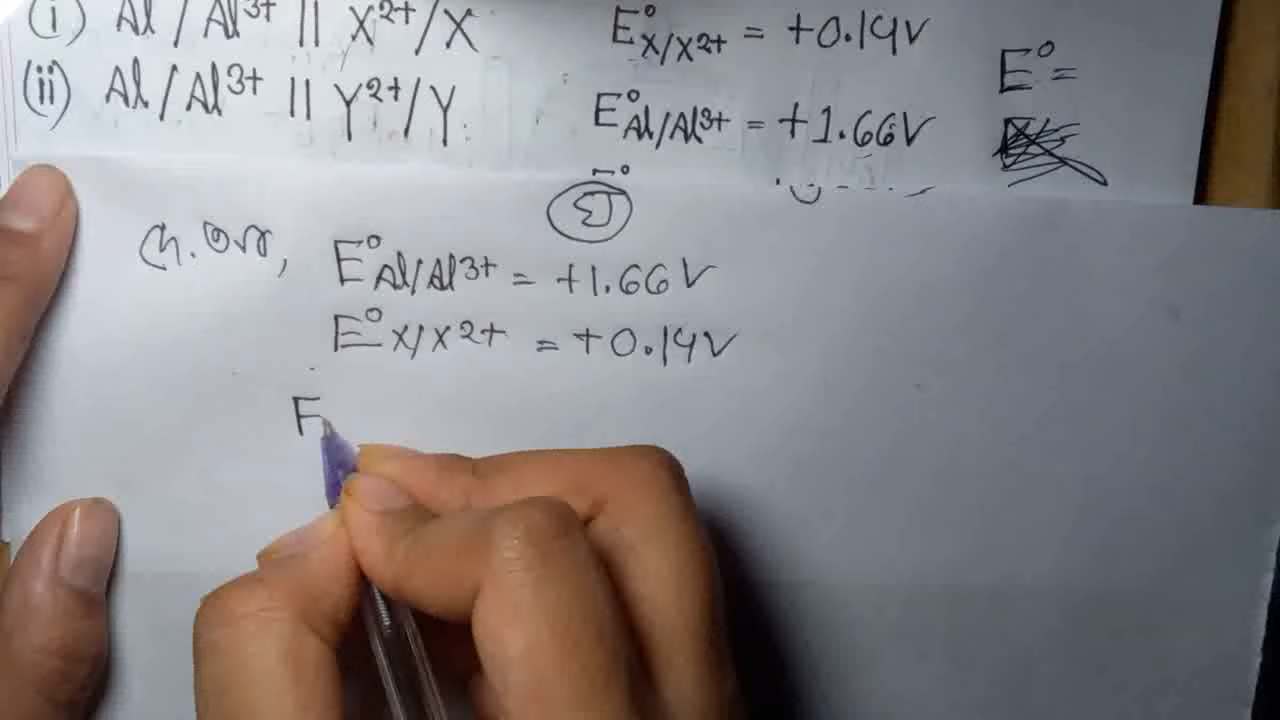 (i) Al / Al³⁺ || X²⁺/X E°X/X²⁺ = +0.14V
(ii) Al/Al³⁺ || Y²⁺/Y. E°Al/Al³⁺ = +1.66V E°=
E°Al/Al³⁺ = +1.66V
E°X/X²⁺ = +0.14V
E